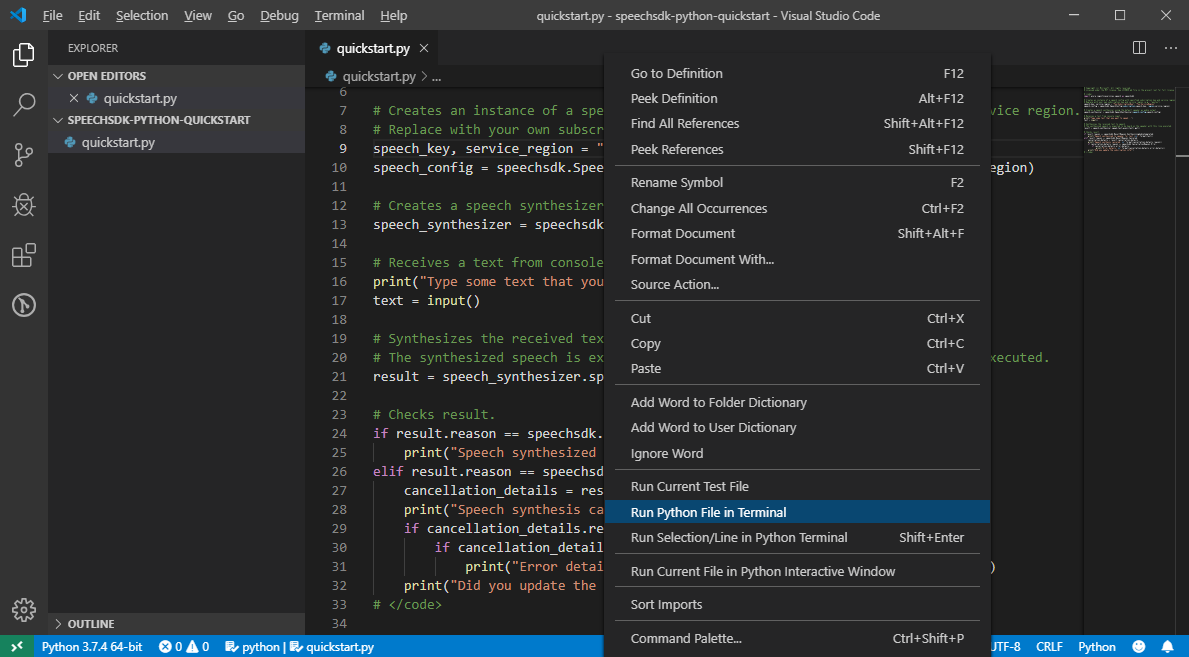 File Edit Selection View Go Debug Terminal Help
quickstart.py - speechsdk-python-quickstart - Visual Studio Code
EXPLORER
OPEN EDITORS
quickstart.py
SPEECHSDK-PYTHON-QUICKSTART
quickstart.py
OUTLINE
quickstart.py
quickstart.py > ...
6
7 # Creates an instance of a spe vice region.
8 # Replace with your own subscr
9 speech_key, service_region = "
10 speech_config = speechsdk.Spee egion)
11
12 # Creates a speech synthesizer
13 speech_synthesizer = speechsdk
14
15 # Receives a text from console
16 print("Type some text that you
17 text = input()
18
19 # Synthesizes the received tex
20 # The synthesized speech is ex xecuted.
21 result = speech_synthesizer.sp
22
23 # Checks result.
24 if result.reason == speechsdk.
25 print("Speech synthesized
26 elif result.reason == speechsd
27 cancellation_details = res
28 print("Speech synthesis ca
29 if cancellation_details.re
30 if cancellation_detail
31 print("Error detai )
32 print("Did you update the
33 # </code>
34
Go to Definition F12
Peek Definition Alt+F12
Find All References Shift+Alt+F12
Peek References Shift+F12
Rename Symbol F2
Change All Occurrences Ctrl+F2
Format Document Shift+Alt+F
Format Document With...
Source Action...
Cut Ctrl+X
Copy Ctrl+C
Paste Ctrl+V
Add Word to Folder Dictionary
Add Word to User Dictionary
Ignore Word
Run Current Test File
Run Python File in Terminal
Run Selection/Line in Python Terminal Shift+Enter
Run Current File in Python Interactive Window
Sort Imports
Command Palette... Ctrl+Shift+P
Python 3.7.4 64-bit 0 0 python | quickstart.py UTF-8 CRLF Python